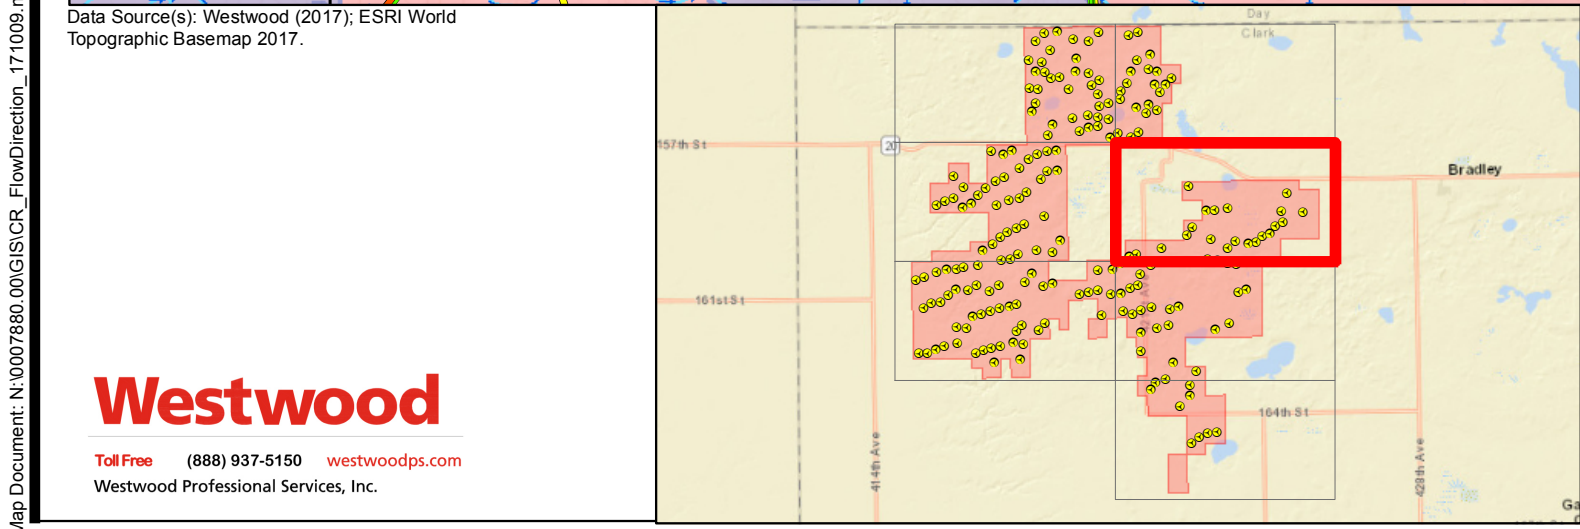 Map Document: N:\0007880.00\GIS\CR_FlowDirection_171009.m
Data Source(s): Westwood (2017); ESRI World
Topographic Basemap 2017.
Westwood
Toll Free (888) 937-5150 westwoodps.com
Westwood Professional Services, Inc.
Day
Clark
157th St
20
Bradley
161st St
164th St
414th Ave
428th Ave
Ga